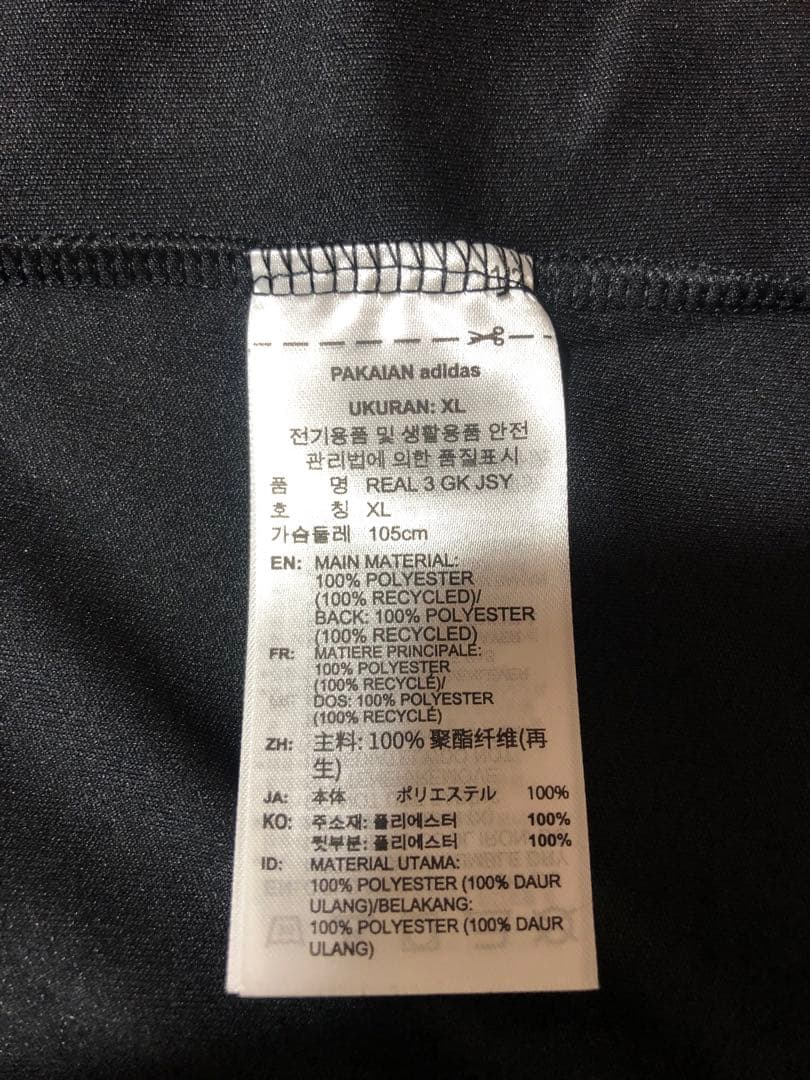 PAKAIAN adidas
UKURAN: XL
전기용품 및 생활용품 안전
관리법에 의한 품질표시
품 명 REAL 3 GK JSY
호 칭 XL
가슴둘레 105cm
EN: MAIN MATERIAL:
100% POLYESTER
(100% RECYCLED)/
BACK: 100% POLYESTER
(100% RECYCLED)
FR: MATIERE PRINCIPALE:
100% POLYESTER
(100% RECYCLÉ)/
DOS: 100% POLYESTER
(100% RECYCLÉ)
ZH: 主料: 100% 聚酯纤维(再
生)
JA: 本体 ポリエステル 100%
KO: 주소재: 폴리에스터 100%
뒷부분: 폴리에스터 100%
ID: MATERIAL UTAMA:
100% POLYESTER (100% DAUR
ULANG)/BELAKANG:
100% POLYESTER (100% DAUR
ULANG)